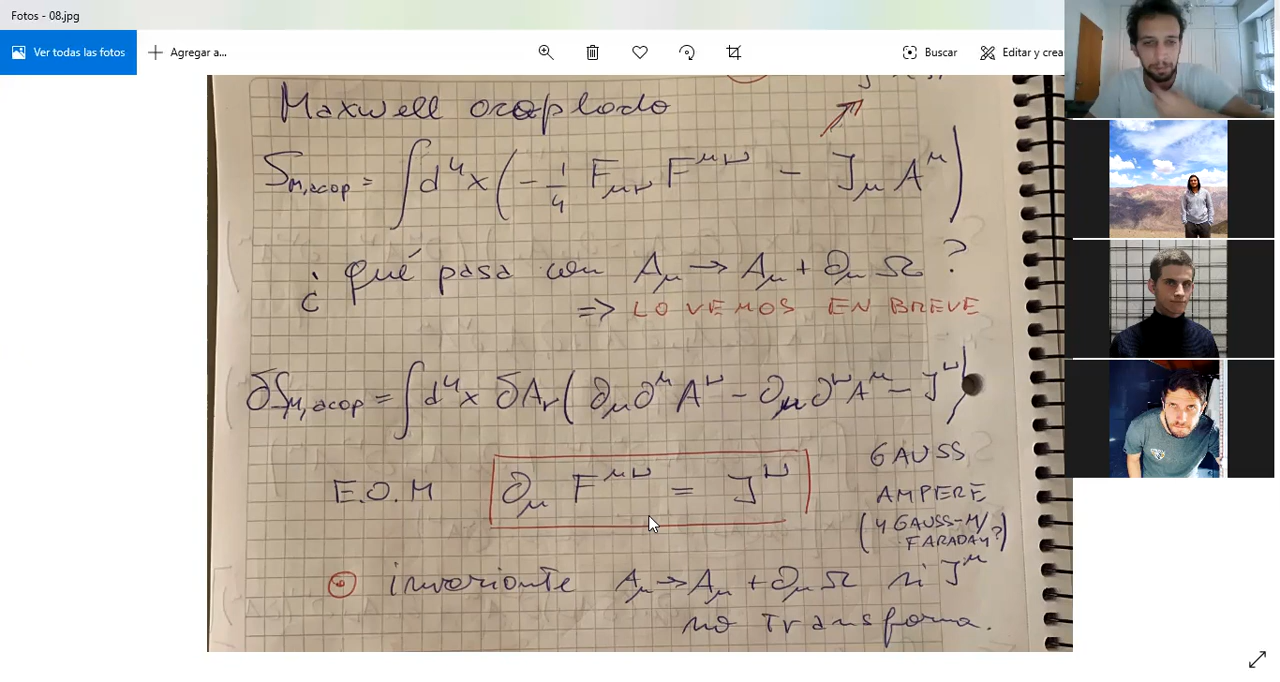 Fotos - 08.jpg
Ver todas las fotos
Agregar a...
Buscar
Editar y crea
Maxwell acoplado
S_{M,acop} = ∫ d⁴x ( - 1/4 F_{μν} F^{μν} - J_μ A^μ )
¿ qué pasa con A_μ → A_μ + ∂_μ Ω ?
=> LO VEMOS EN BREVE
δS_{M,acop} = ∫ d⁴x δA_ν ( ∂_μ ∂^μ A^ν - ∂_μ ∂^ν A^μ - J^ν )
E.O.M ∂_μ F^{μν} = J^ν
GAUSS
AMPERE
(Y GAUSS-M/
FARADAY?)
invariante A_μ → A_μ + ∂_μ Ω si J^μ
no transforma.